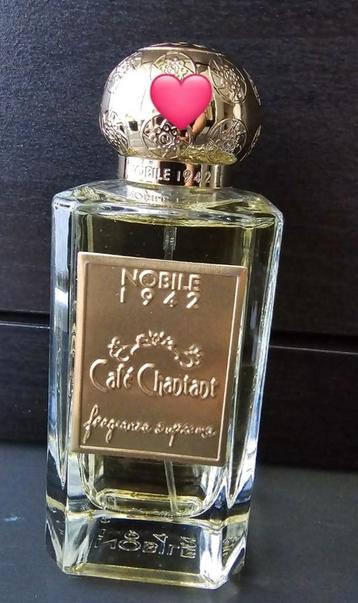 NOBILE 1942
NOBILE
1942
Café Chantant
fragranza suprema